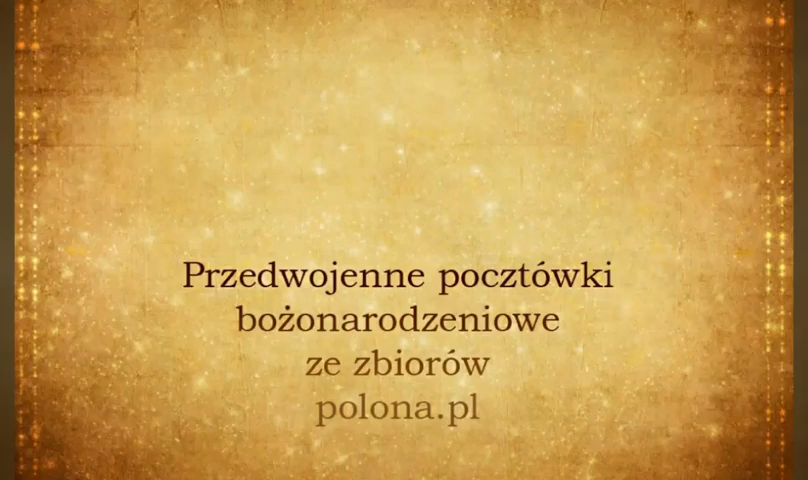 Przedwojenne pocztówki
bożonarodzeniowe
ze zbiorów
polona.pl